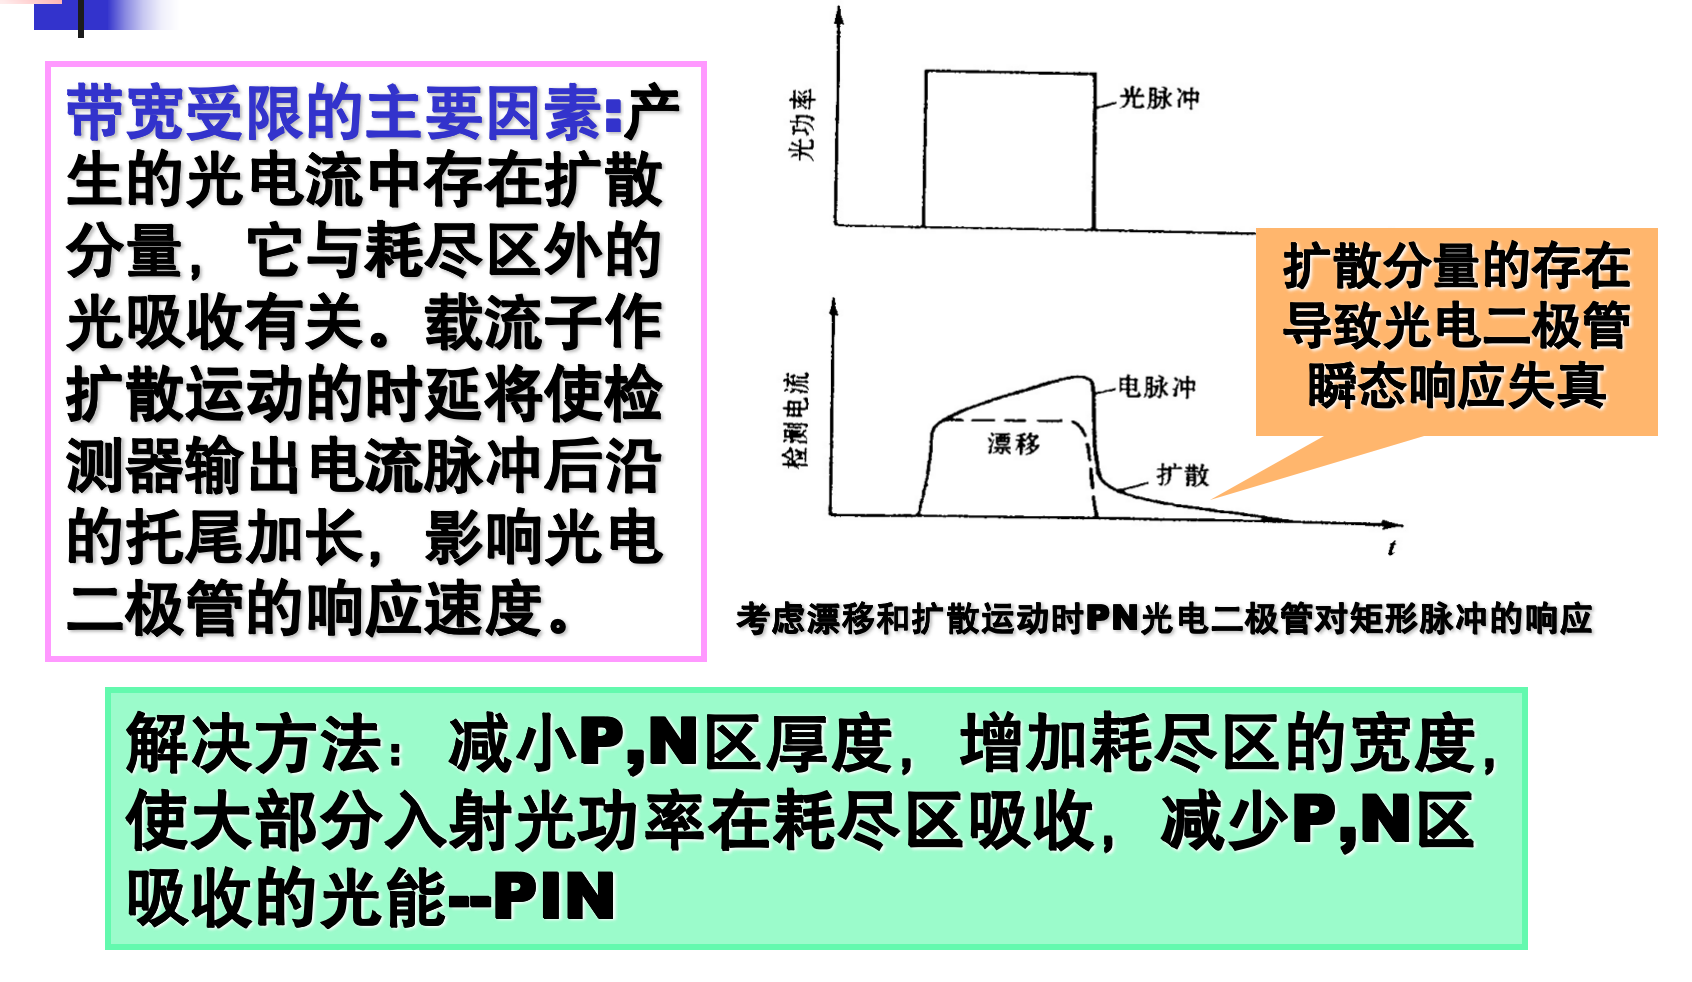 带宽受限的主要因素:产
生的光电流中存在扩散
分量，它与耗尽区外的
光吸收有关。载流子作
扩散运动的时延将使检
测器输出电流脉冲后沿
的托尾加长，影响光电
二极管的响应速度。
光功率
光脉冲
检测电流
电脉冲
漂移
扩散
t
扩散分量的存在
导致光电二极管
瞬态响应失真
考虑漂移和扩散运动时PN光电二极管对矩形脉冲的响应
解决方法：减小P,N区厚度，增加耗尽区的宽度，
使大部分入射光功率在耗尽区吸收，减少P,N区
吸收的光能--PIN